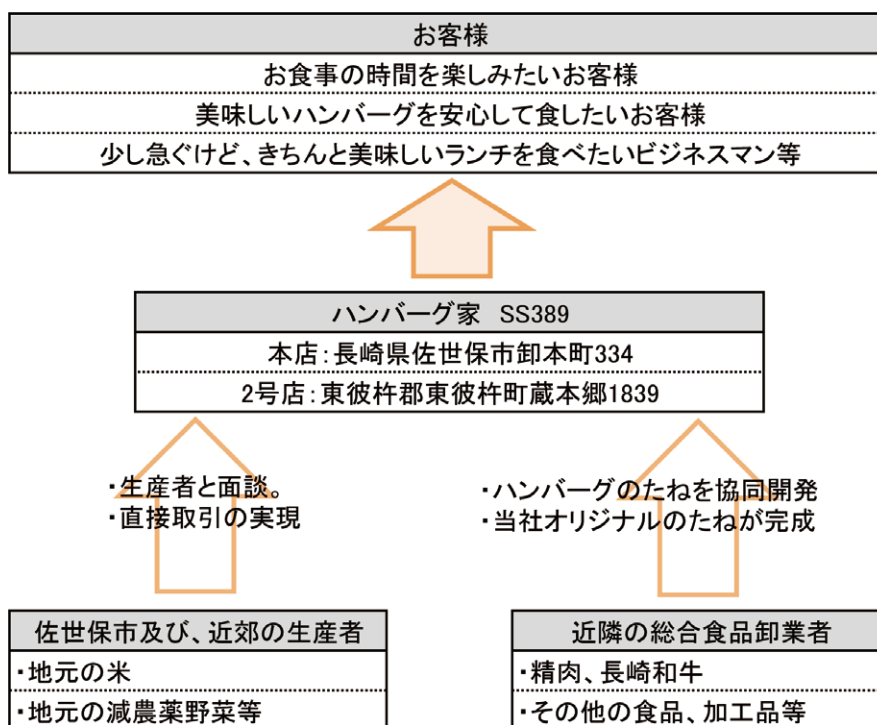 お客様
お食事の時間を楽しみたいお客様
美味しいハンバーグを安心して食したいお客様
少し急ぐけど、きちんと美味しいランチを食べたいビジネスマン等
ハンバーグ家 SS389
本店：長崎県佐世保市卸本町334
2号店：東彼杵郡東彼杵町蔵本郷1839
・生産者と面談。
・直接取引の実現
・ハンバーグのたねを協同開発
・当社オリジナルのたねが完成
佐世保市及び、近郊の生産者
・地元の米
・地元の減農薬野菜等
近隣の総合食品卸業者
・精肉、長崎和牛
・その他の食品、加工品等